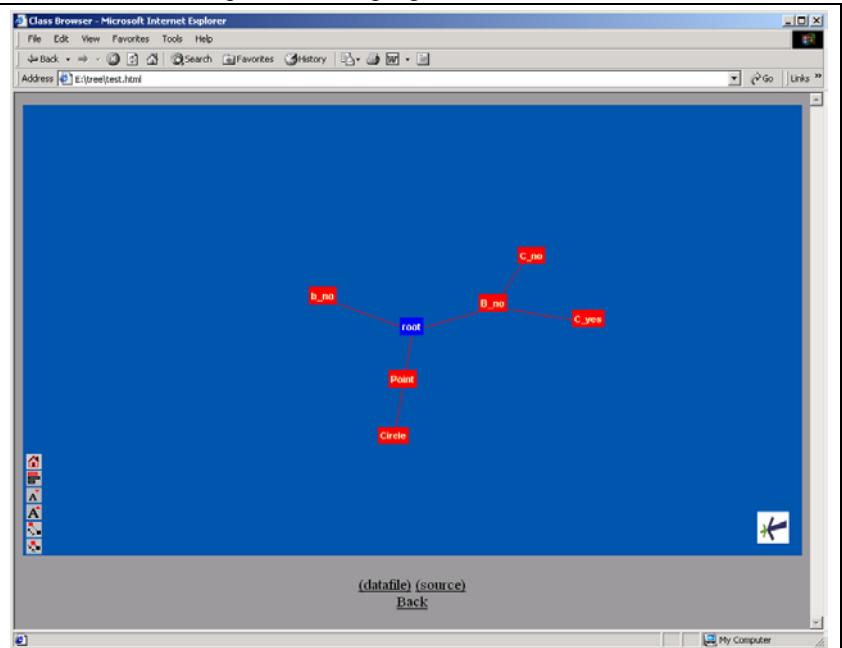 Class Browser - Microsoft Internet Explorer
File Edit View Favorites Tools Help
Back Search Favorites History
Address E:\tree\test.html Go Links »
C_no
b_no
B_no
C_yes
root
Point
Circle
(datafile) (source)
Back
My Computer